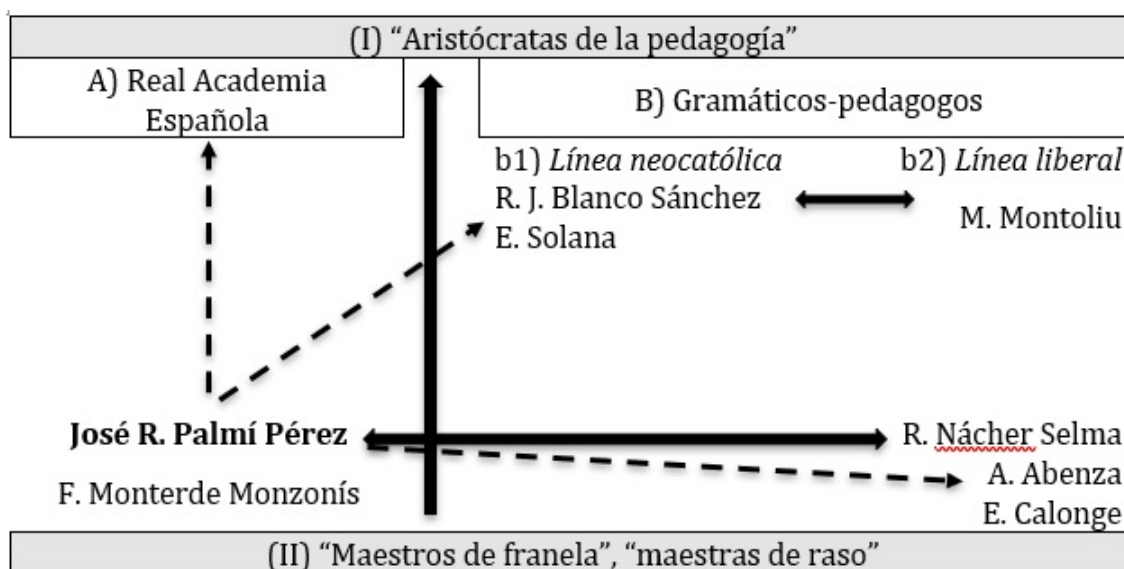 (I) “Aristócratas de la pedagogía”
A) Real Academia
Española
B) Gramáticos-pedagogos
b1) Línea neocatólica
R. J. Blanco Sánchez
E. Solana
b2) Línea liberal
M. Montoliu
José R. Palmí Pérez
F. Monterde Monzonís
R. Nácher Selma
A. Abenza
E. Calonge
(II) “Maestros de franela”, “maestras de raso”